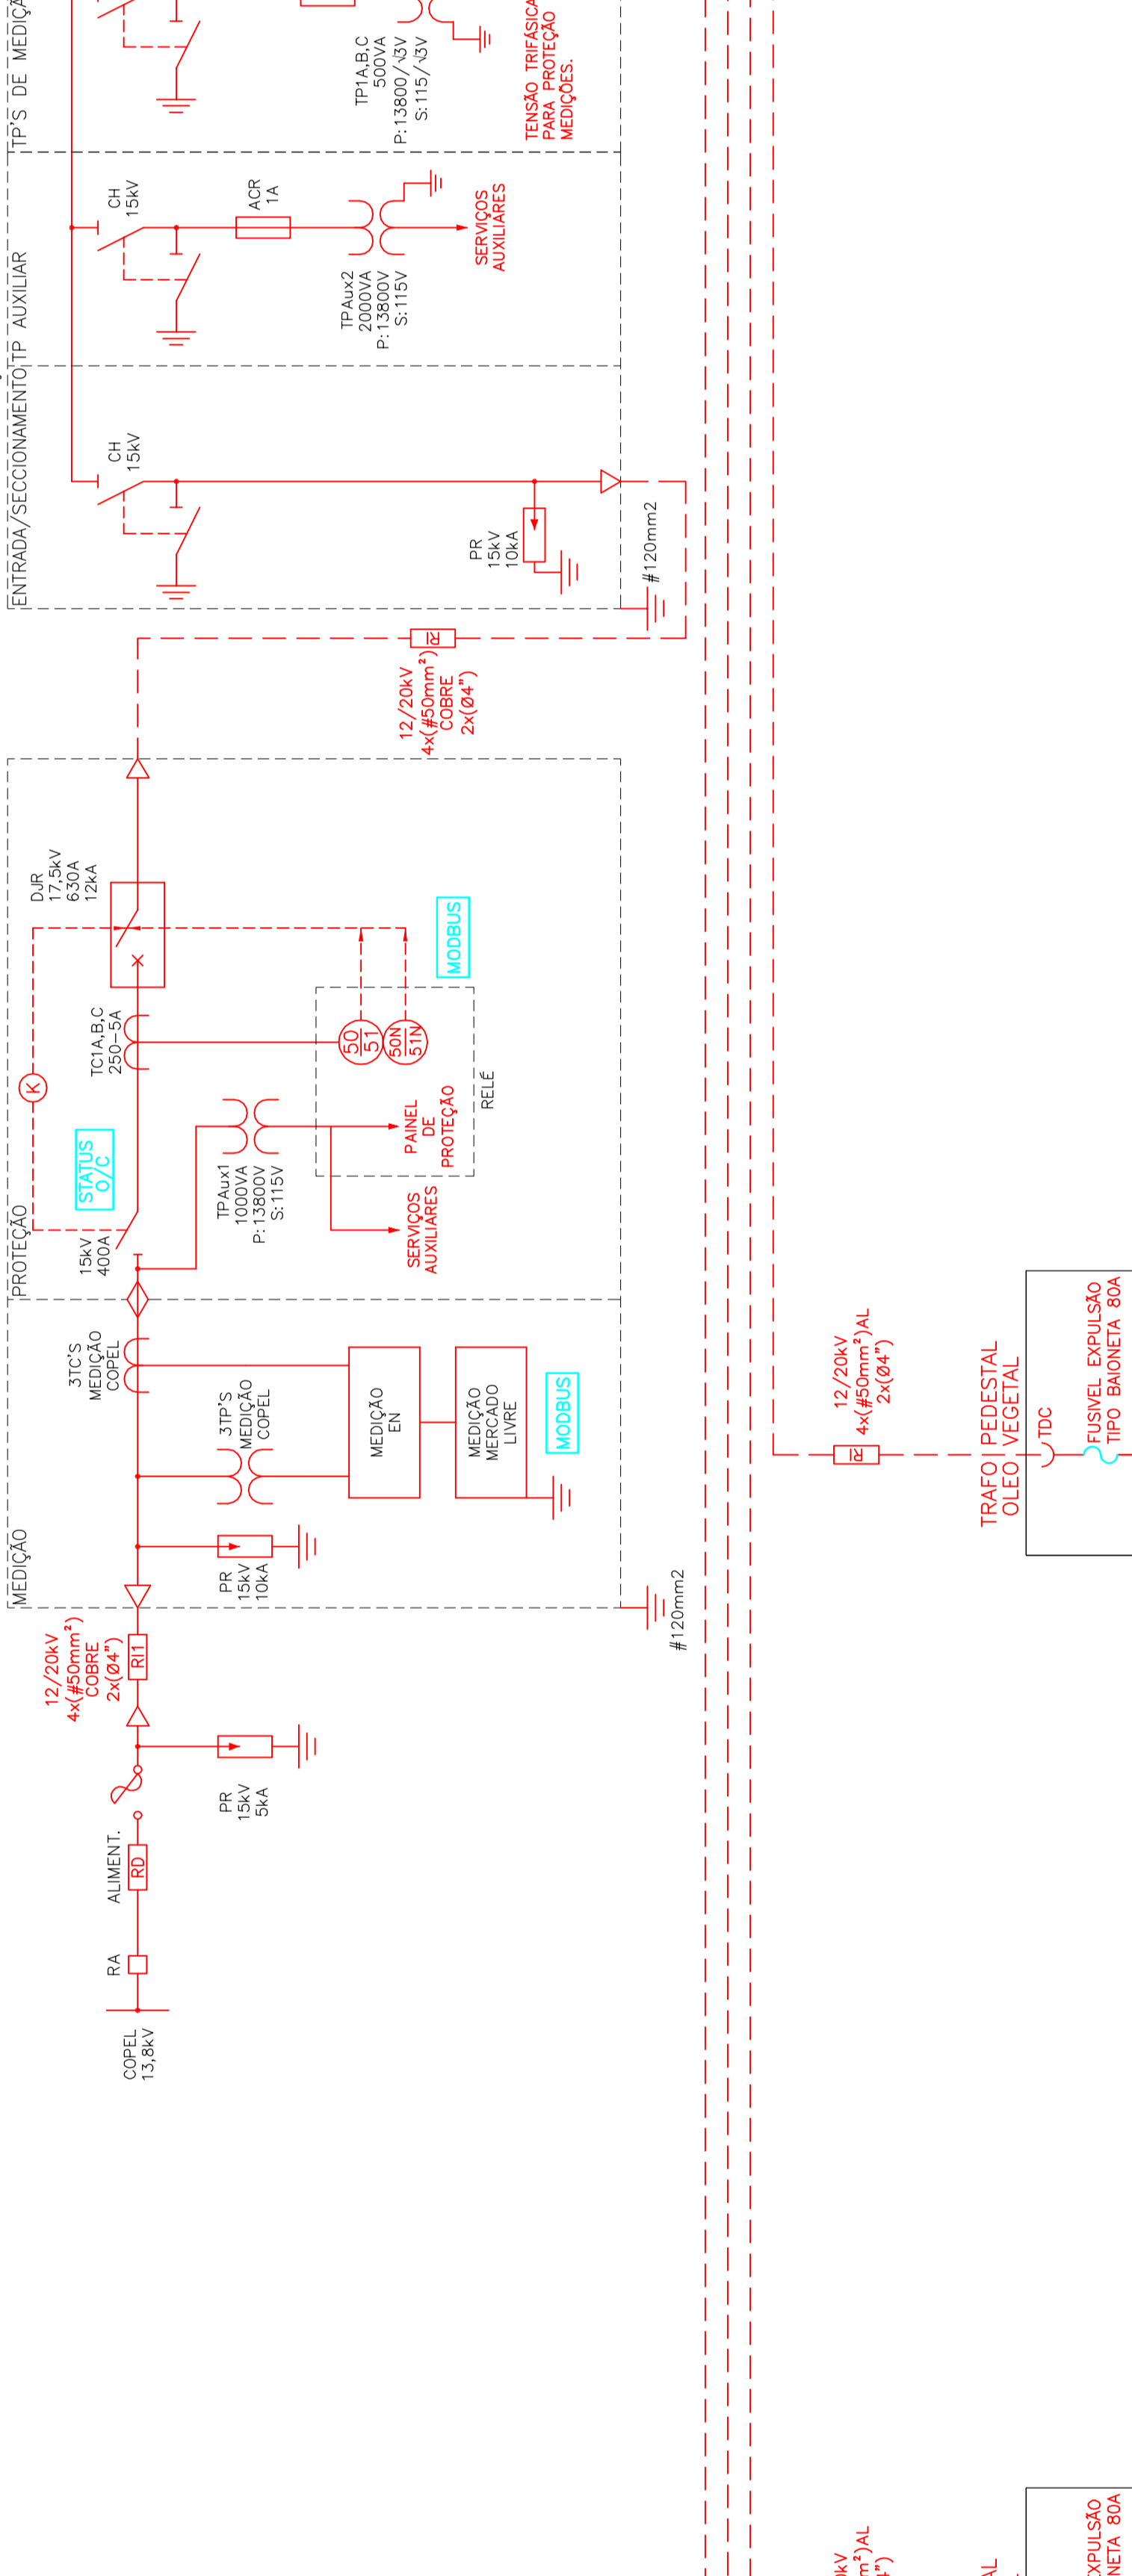 COPEL
13,8kV
RA
ALIMENT.
RD
PR
15kV
5kA
12/20kV
4x(#50mm²)
COBRE
2x(Ø4")
RI1
MEDIÇÃO
PR
15kV
10kA
3TP'S
MEDIÇÃO
COPEL
3TC'S
MEDIÇÃO
COPEL
MEDIÇÃO
EN
MEDIÇÃO
MERCADO
LIVRE
MODBUS
#120mm2
PROTEÇÃO
15kV
400A
STATUS
O/C
K
TPAux1
1000VA
P:13800V
S:115V
SERVIÇOS
AUXILIARES
PAINEL
DE
PROTEÇÃO
RELÉ
TC1A,B,C
250-5A
50
51
50N
51N
DJR
17,5kV
630A
12kA
MODBUS
12/20kV
4x(#50mm²)
COBRE
2x(Ø4")
ENTRADA/SECCIONAMENTO
CH
15kV
PR
15kV
10kA
#120mm2
TP AUXILIAR
CH
15kV
ACR
1A
TPAux2
2000VA
P:13800V
S:115V
SERVIÇOS
AUXILIARES
TP'S DE MEDIÇÃ
TP1A,B,C
500VA
P:13800/√3V
S:115/√3V
TENSÃO TRIFÁSICA
PARA PROTEÇÃO
MEDIÇÕES.
12/20kV
4x(#50mm²)AL
2x(Ø4")
TRAFO PEDESTAL
OLEO VEGETAL
TDC
FUSIVEL EXPULSÃO
TIPO BAIONETA 80A